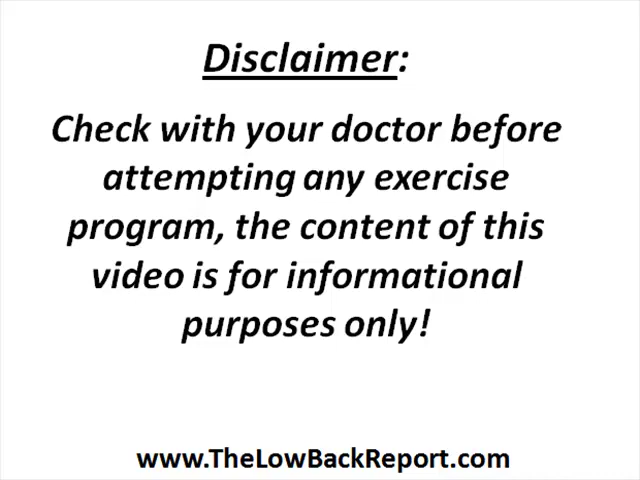 Disclaimer:
Check with your doctor before
attempting any exercise
program, the content of this
video is for informational
purposes only!
www.TheLowBackReport.com